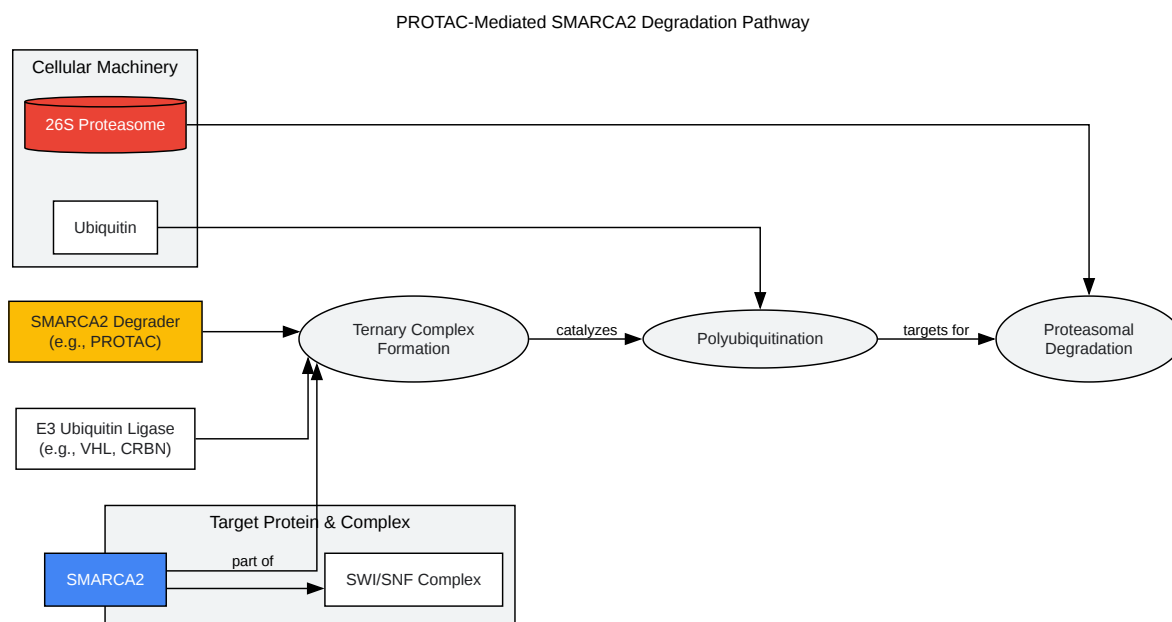 PROTAC-Mediated SMARCA2 Degradation Pathway
Cellular Machinery
26S Proteasome
Ubiquitin
SMARCA2 Degrader
(e.g., PROTAC)
Ternary Complex
Formation
catalyzes
Polyubiquitination
targets for
Proteasomal
Degradation
E3 Ubiquitin Ligase
(e.g., VHL, CRBN)
Target Protein & Complex
SMARCA2
part of
SWI/SNF Complex